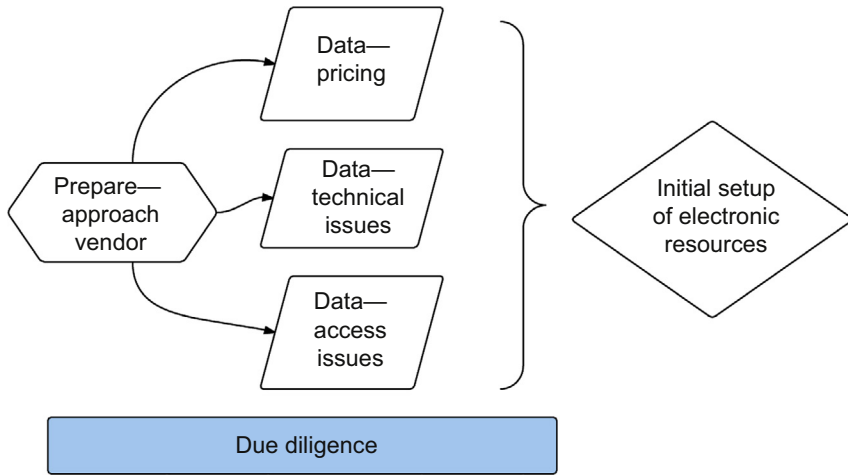 Data—
pricing
Prepare—
approach
vendor
Data—
technical
issues
Data—
access
issues
Initial setup
of electronic
resources
Due diligence